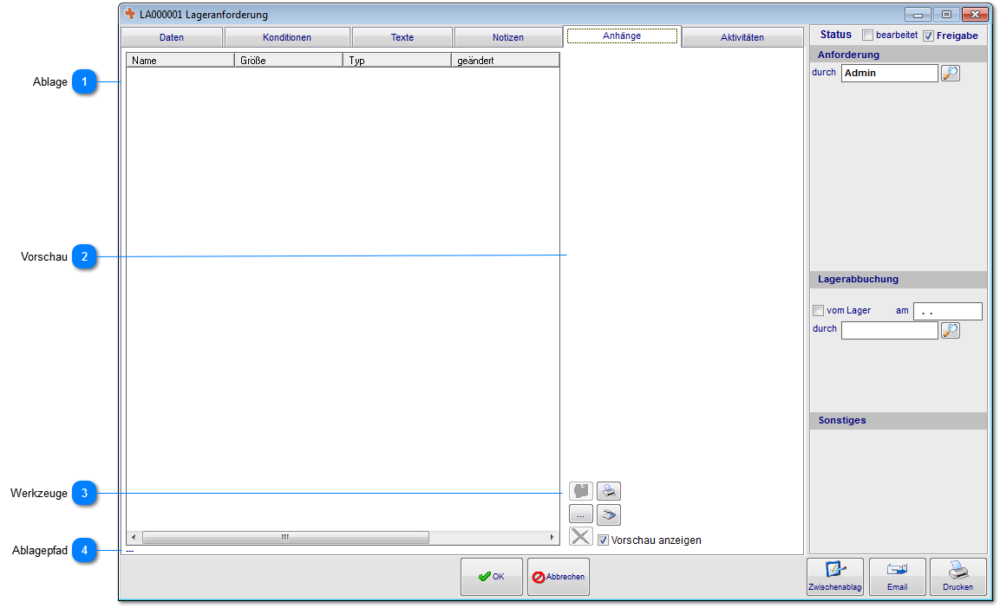 LA000001 Lageranforderung
Daten Konditionen Texte Notizen Anhänge Aktivitäten
Status bearbeitet Freigabe
Anforderung
durch Admin
Name Größe Typ geändert
Ablage 1
Vorschau 2
Lagerabbuchung
vom Lager am . .
durch
Sonstiges
Werkzeuge 3
...
Vorschau anzeigen
Ablagepfad 4
---
OK Abbrechen
Zwischenablag Email Drucken